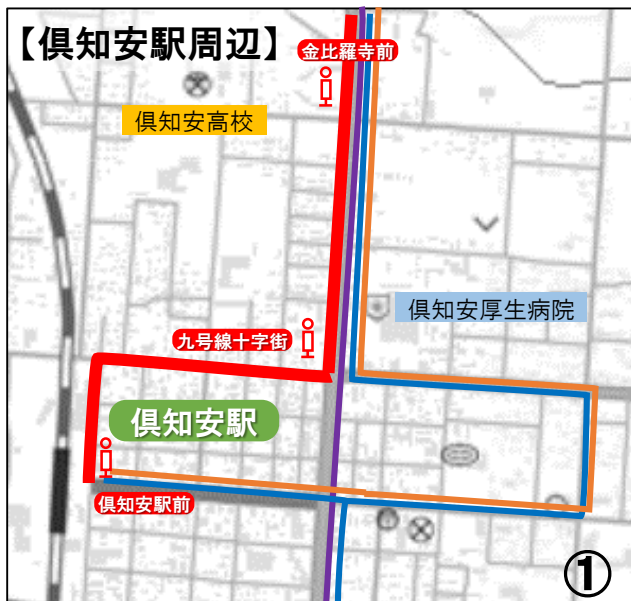 【倶知安駅周辺】
金比羅寺前
倶知安高校
倶知安厚生病院
九号線十字街
倶知安駅
倶知安駅前
①